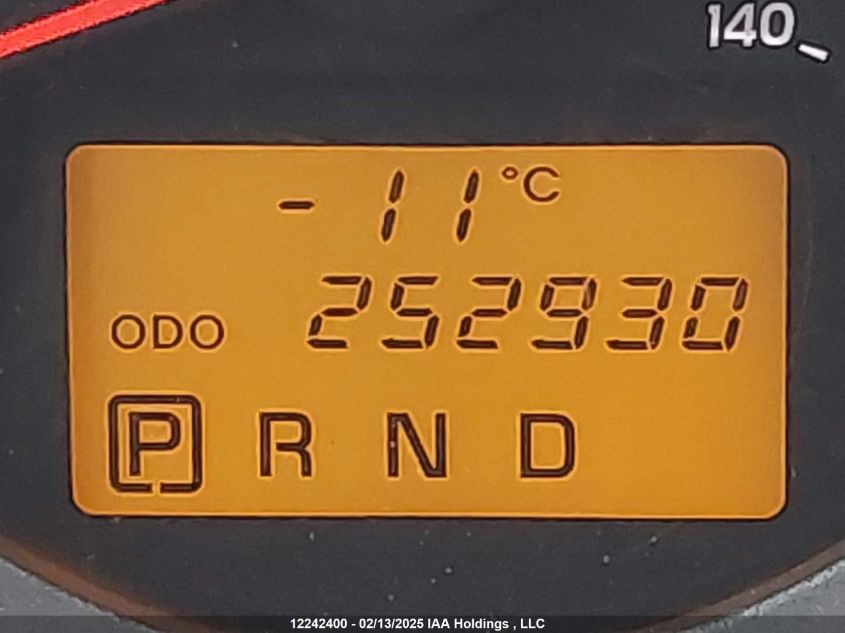 140
-11°C
ODO 252930
P R N D
12242400 - 02/13/2025 IAA Holdings , LLC